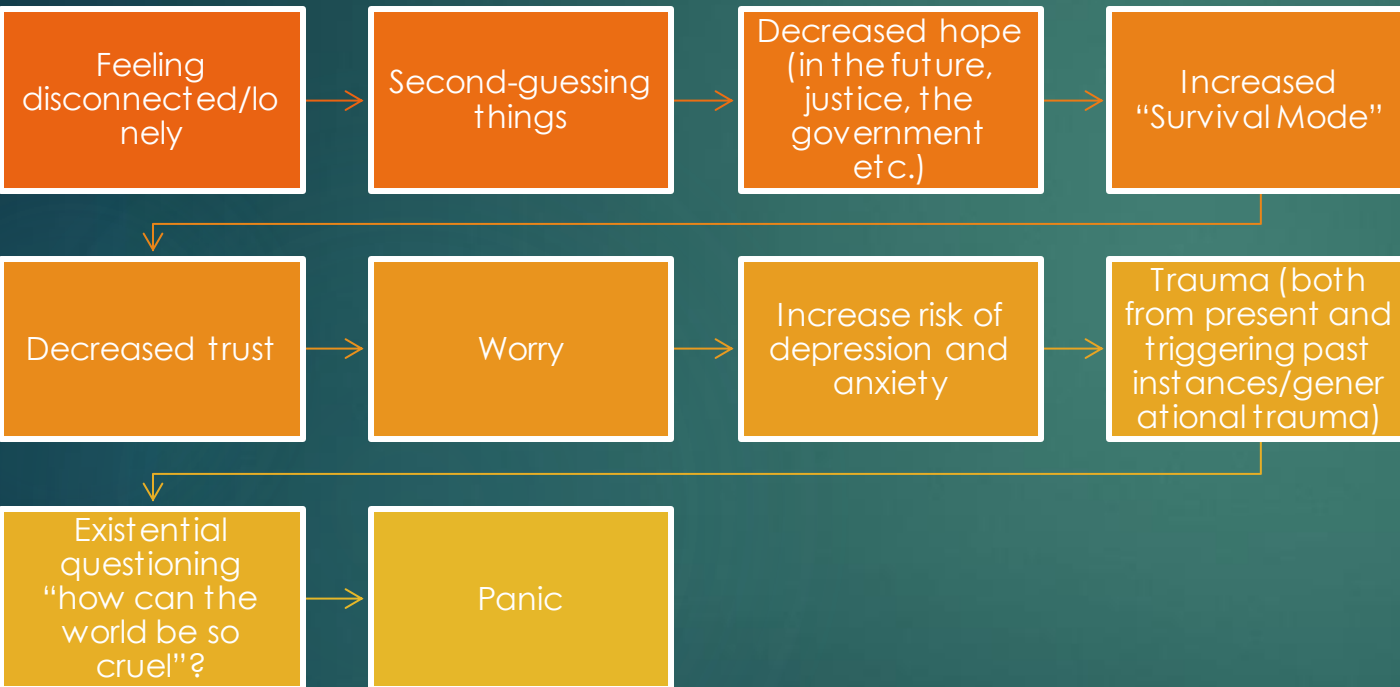 Feeling
disconnected/lo
nely
Second-guessing
things
Decreased hope
(in the future,
justice, the
government
etc.)
Increased
“Survival Mode”
Decreased trust
Worry
Increase risk of
depression and
anxiety
Trauma (both
from present and
triggering past
instances/gener
ational trauma)
Existential
questioning
“how can the
world be so
cruel”?
Panic